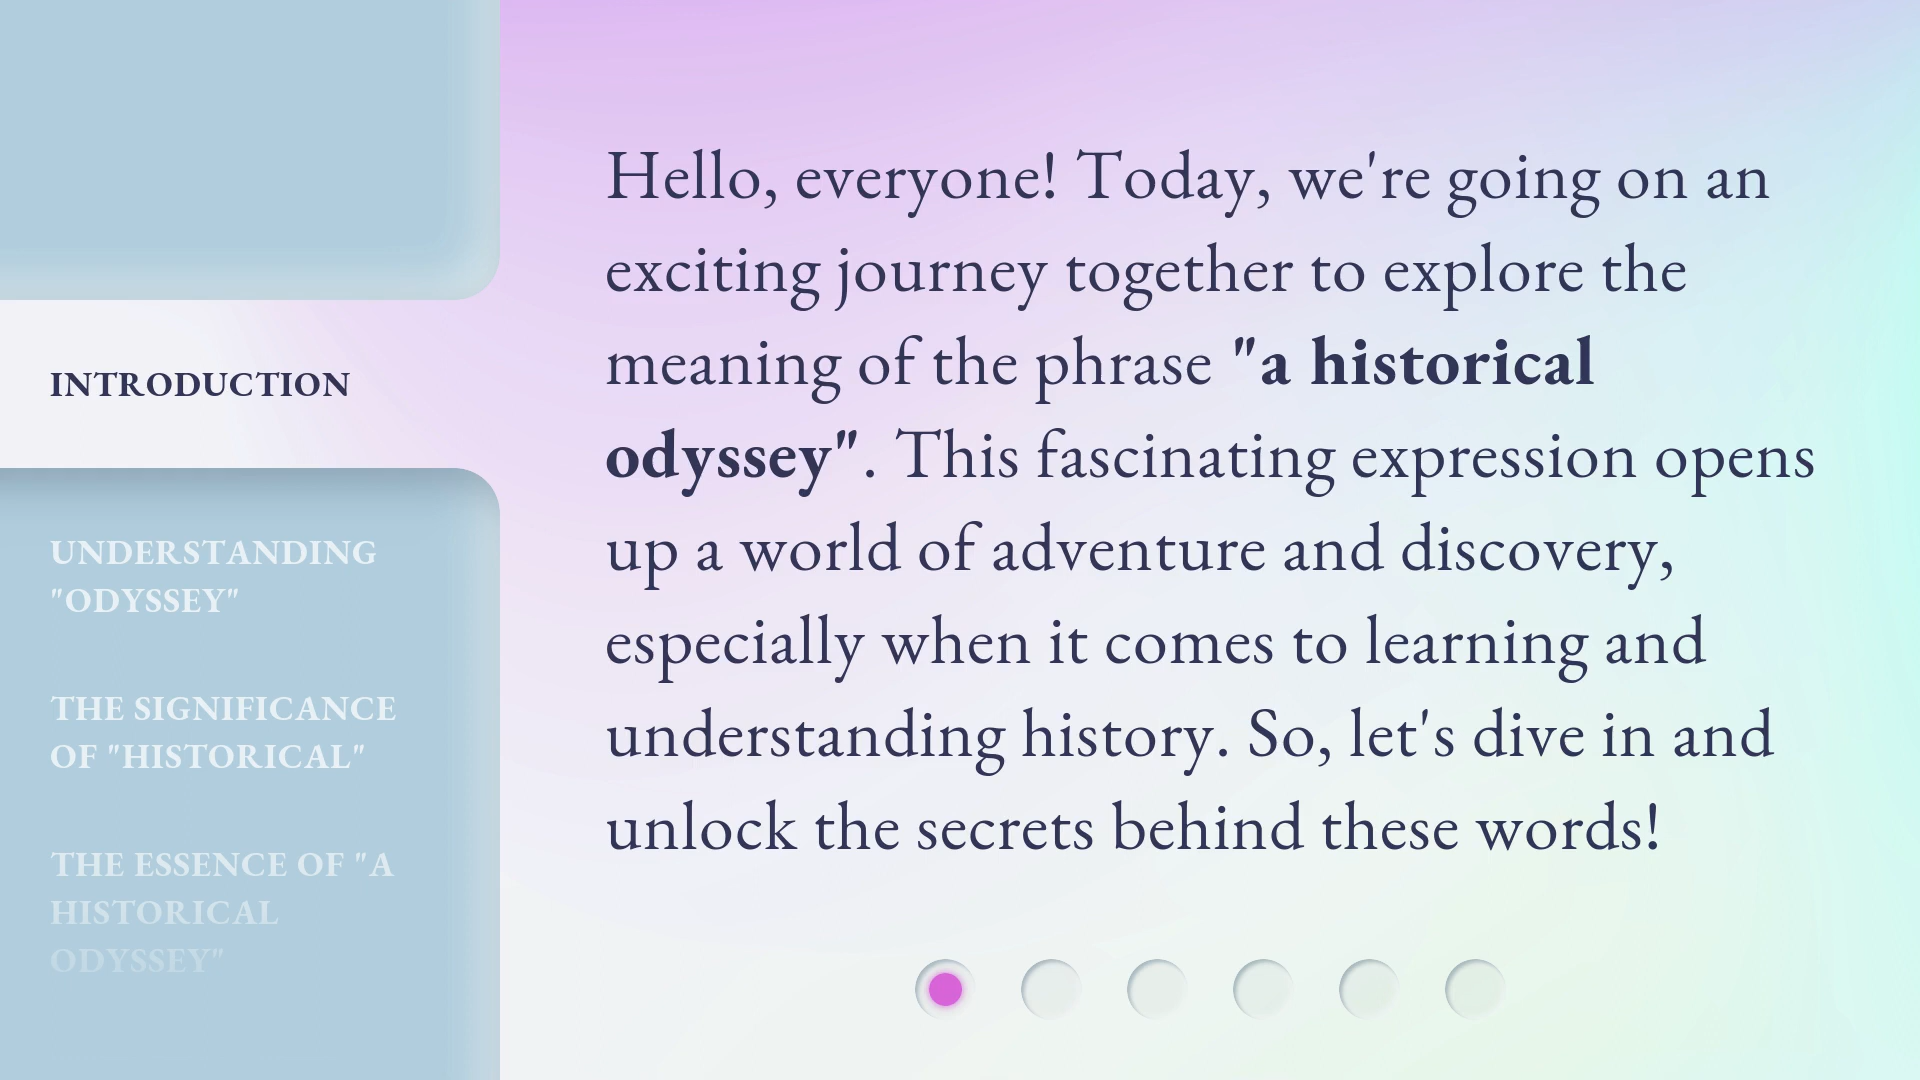 INTRODUCTION
UNDERSTANDING
"ODYSSEY"
THE SIGNIFICANCE
OF "HISTORICAL"
THE ESSENCE OF "A
HISTORICAL
ODYSSEY"
Hello, everyone! Today, we're going on an
exciting journey together to explore the
meaning of the phrase "a historical
odyssey". This fascinating expression opens
up a world of adventure and discovery,
especially when it comes to learning and
understanding history. So, let's dive in and
unlock the secrets behind these words!